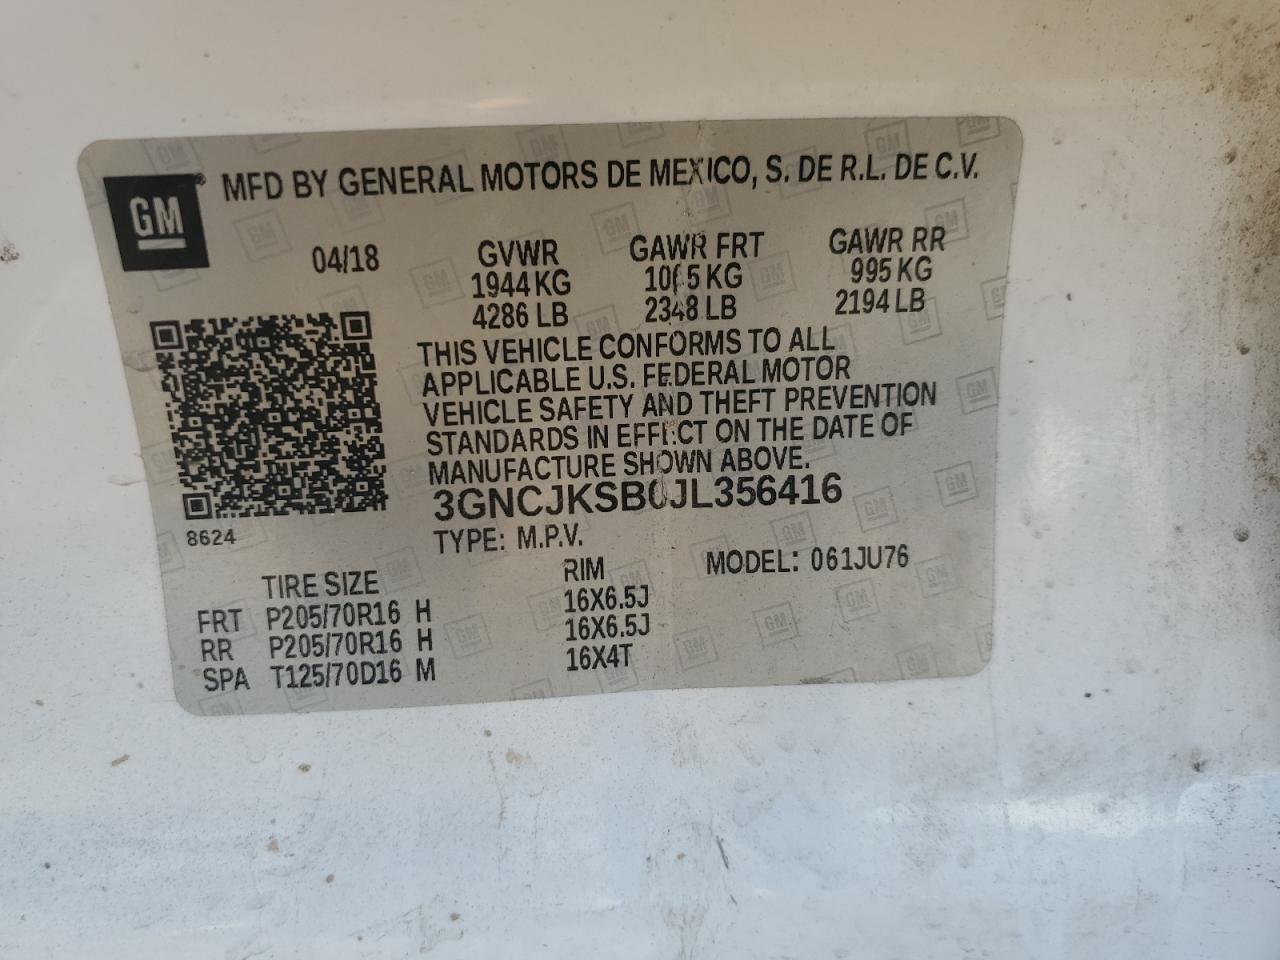 GM
MFD BY GENERAL MOTORS DE MEXICO, S. DE R.L. DE C.V.
04/18 GVWR GAWR FRT GAWR RR
1944 KG 1065 KG 995 KG
4286 LB 2348 LB 2194 LB
THIS VEHICLE CONFORMS TO ALL
APPLICABLE U.S. FEDERAL MOTOR
VEHICLE SAFETY AND THEFT PREVENTION
STANDARDS IN EFFECT ON THE DATE OF
MANUFACTURE SHOWN ABOVE.
3GNCJKSB0JL356416
8624
TYPE: M.P.V.
MODEL: 061JU76
TIRE SIZE RIM
FRT P205/70R16 H 16X6.5J
RR P205/70R16 H 16X6.5J
SPA T125/70D16 M 16X4T